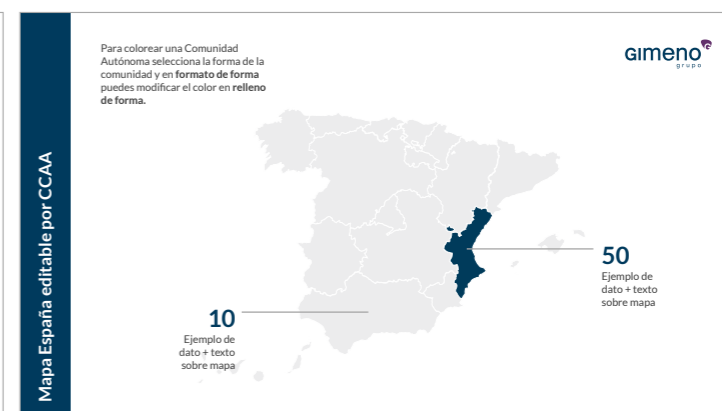 Mapa España editable por CCAA
Para colorear una Comunidad
Autónoma selecciona la forma de la
comunidad y en formato de forma
puedes modificar el color en relleno
de forma.
GIMENO
G
grupo
50
Ejemplo de
dato + texto
sobre mapa
10
Ejemplo de
dato + texto
sobre mapa